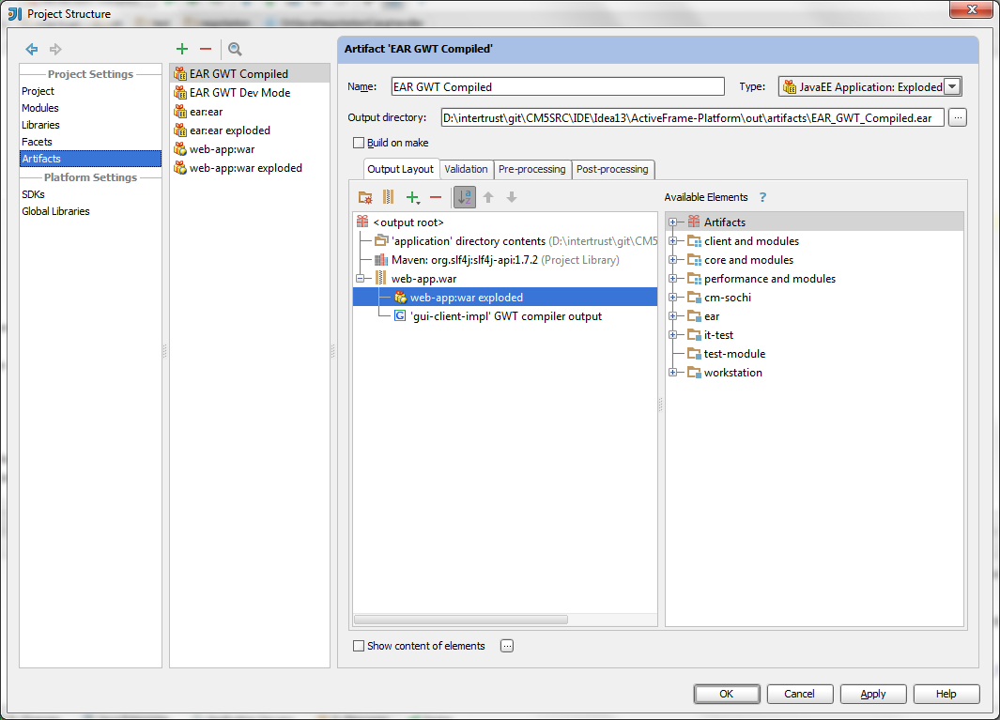 Project Structure
Project Settings
Project
Modules
Libraries
Facets
Artifacts
Platform Settings
SDKs
Global Libraries
EAR GWT Compiled
EAR GWT Dev Mode
ear:ear
ear:ear exploded
web-app:war
web-app:war exploded
Artifact 'EAR GWT Compiled'
Name: EAR GWT Compiled Type: JavaEE Application: Exploded
Output directory: D:\intertrust\git\CM5SRC\IDE\Idea13\ActiveFrame-Platform\out\artifacts\EAR_GWT_Compiled.ear ...
Build on make
Output Layout Validation Pre-processing Post-processing
Available Elements ?
<output root>
'application' directory contents (D:\intertrust\git\CM5
Maven: org.slf4j:slf4j-api:1.7.2 (Project Library)
web-app.war
web-app:war exploded
'gui-client-impl' GWT compiler output
Artifacts
client and modules
core and modules
performance and modules
cm-sochi
ear
it-test
test-module
workstation
Show content of elements ...
OK Cancel Apply Help